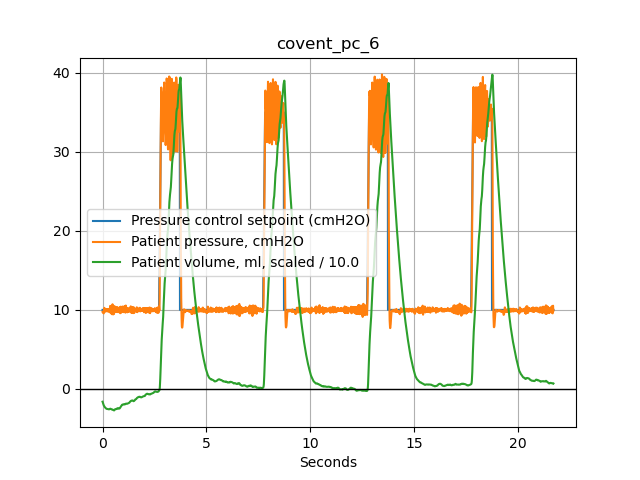 covent_pc_6
40
30
20
10
0
Pressure control setpoint (cmH2O)
Patient pressure, cmH2O
Patient volume, ml, scaled / 10.0
0 5 10 15 20
Seconds